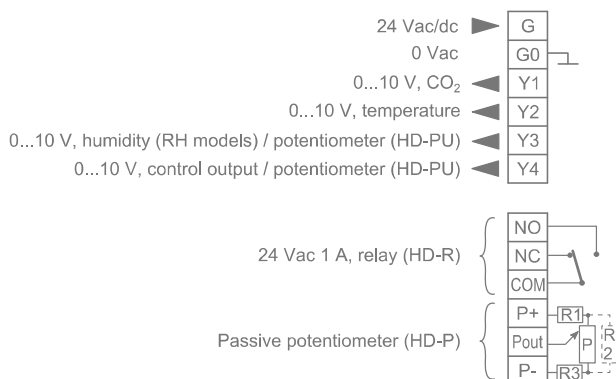 24 Vac/dc G
0 Vac G0
0...10 V, CO₂ Y1
0...10 V, temperature Y2
0...10 V, humidity (RH models) / potentiometer (HD-PU) Y3
0...10 V, control output / potentiometer (HD-PU) Y4
NO
24 Vac 1 A, relay (HD-R) NC
COM
P+ R1
Passive potentiometer (HD-P) Pout P R2
P- R3